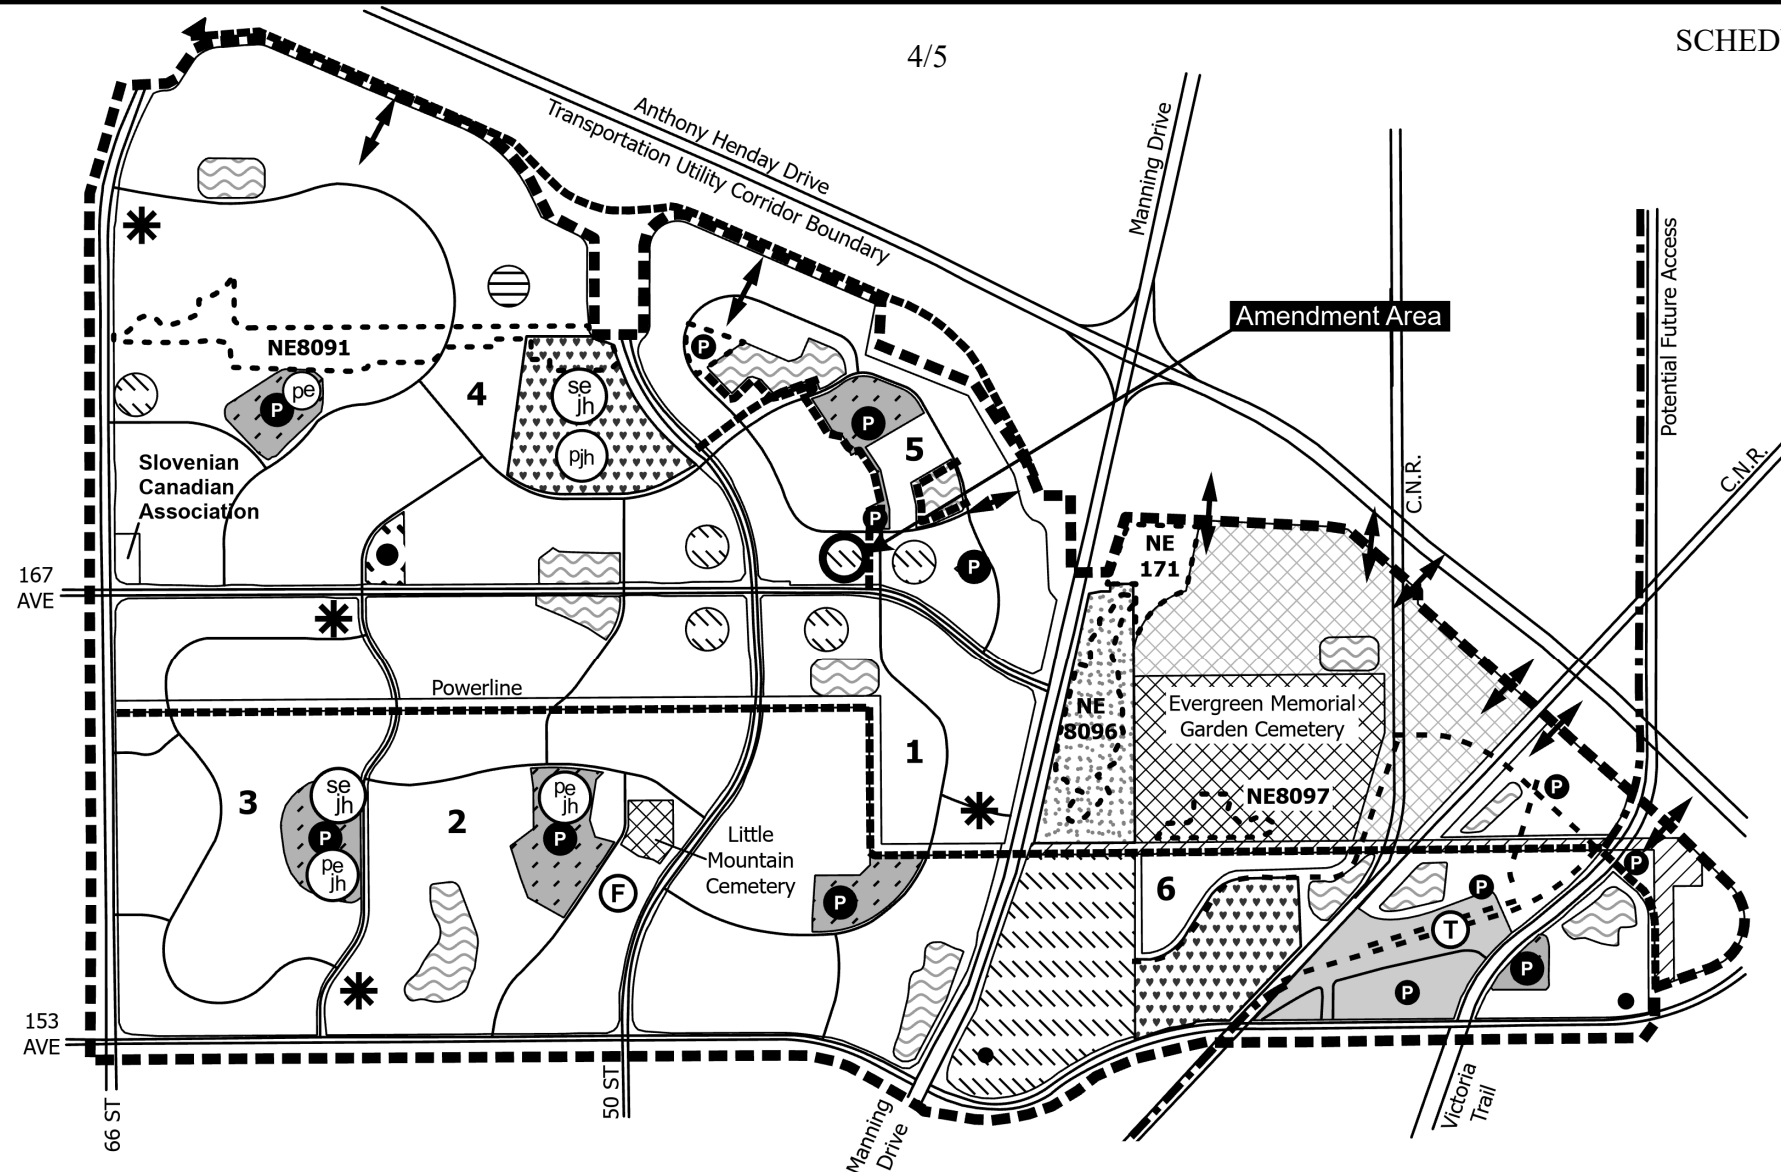 4/5
SCHED
Anthony Henday Drive
Transportation Utility Corridor Boundary
Manning Drive
Potential Future Access
Amendment Area
NE8091
P
pe
P
4
se
jh
pjh
P
5
P
C.N.R.
C.N.R.
Slovenian
Canadian
Association
P
NE
171
167
AVE
Powerline
NE
8096
Evergreen Memorial
Garden Cemetery
NE8097
1
3
se
jh
P
pe
jh
2
pe
jh
P
Little
Mountain
Cemetery
F
P
6
P
P
P
T
P
P
153
AVE
66 ST
50 ST
Manning
Drive
Victoria
Trail